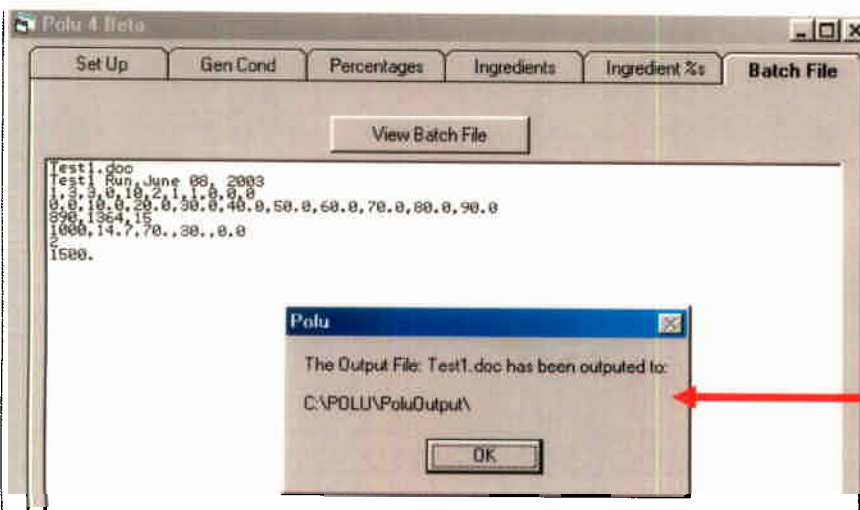 Polu 4 Beta
Set Up
Gen Cond
Percentages
Ingredients
Ingredient %s
Batch File
View Batch File
Test1.doc
Test1 Run,June 08, 2003
1,3,3,0,10,2,1,1,0,0,0
0,0,10.0,20.0,30.0,40.0,50.0,60.0,70.0,80.0,90.0
890,1364,15
1000,14.7,70.,30.,0.0
2
1500.
Polu
The Output File: Test1.doc has been outputed to:
C:\POLU\PoluOutput\
OK